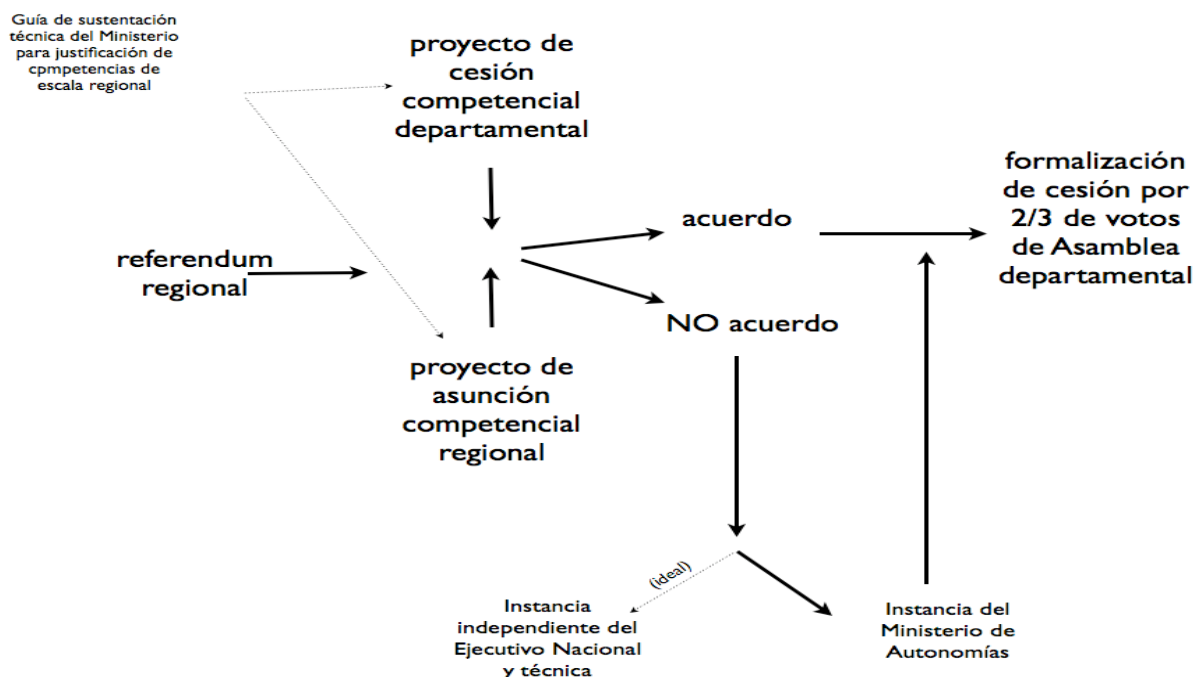 Guía de sustentación
técnica del Ministerio
para justificación de
cpmpetencias de
escala regional
proyecto de
cesión
competencial
departamental
formalización
de cesión por
2/3 de votos
de Asamblea
departamental
acuerdo
referendum
regional
NO acuerdo
proyecto de
asunción
competencial
regional
(ideal)
Instancia
independiente del
Ejecutivo Nacional
y técnica
Instancia del
Ministerio de
Autonomías